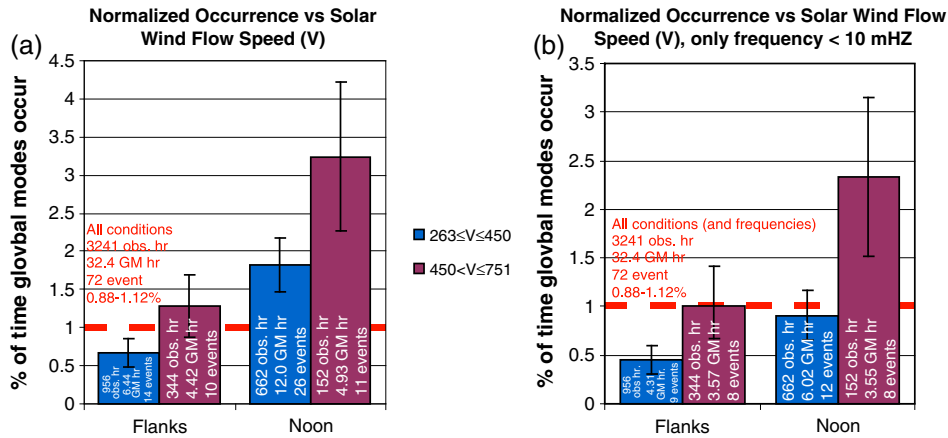 Normalized Occurrence vs Solar
Wind Flow Speed (V)
(a)
% of time glovbal modes occur
4.5
4
3.5
3
2.5
2
1.5
1
0.5
0
All conditions
3241 obs. hr
32.4 GM hr
72 event
0.88-1.12%
956
obs. hr
6.44
GM hr
14 events
344 obs. hr
4.42 GM hr
10 events
662 obs. hr
12.0 GM hr
26 events
152 obs. hr
4.93 GM hr
11 events
Flanks
Noon
263≤V≤450
450<V≤751
Normalized Occurrence vs Solar Wind Flow
Speed (V), only frequency < 10 mHZ
(b)
% of time glovbal modes occur
3.5
3
2.5
2
1.5
1
0.5
0
All conditions (and frequencies)
3241 obs. hr
32.4 GM hr
72 event
0.88-1.12%
956
obs hr.
4.31
GM hr.
9 events
344 obs. hr
3.57 GM hr
8 events
662 obs. hr
6.02 GM hr
12 events
152 obs. hr
3.55 GM hr
8 events
Flanks
Noon